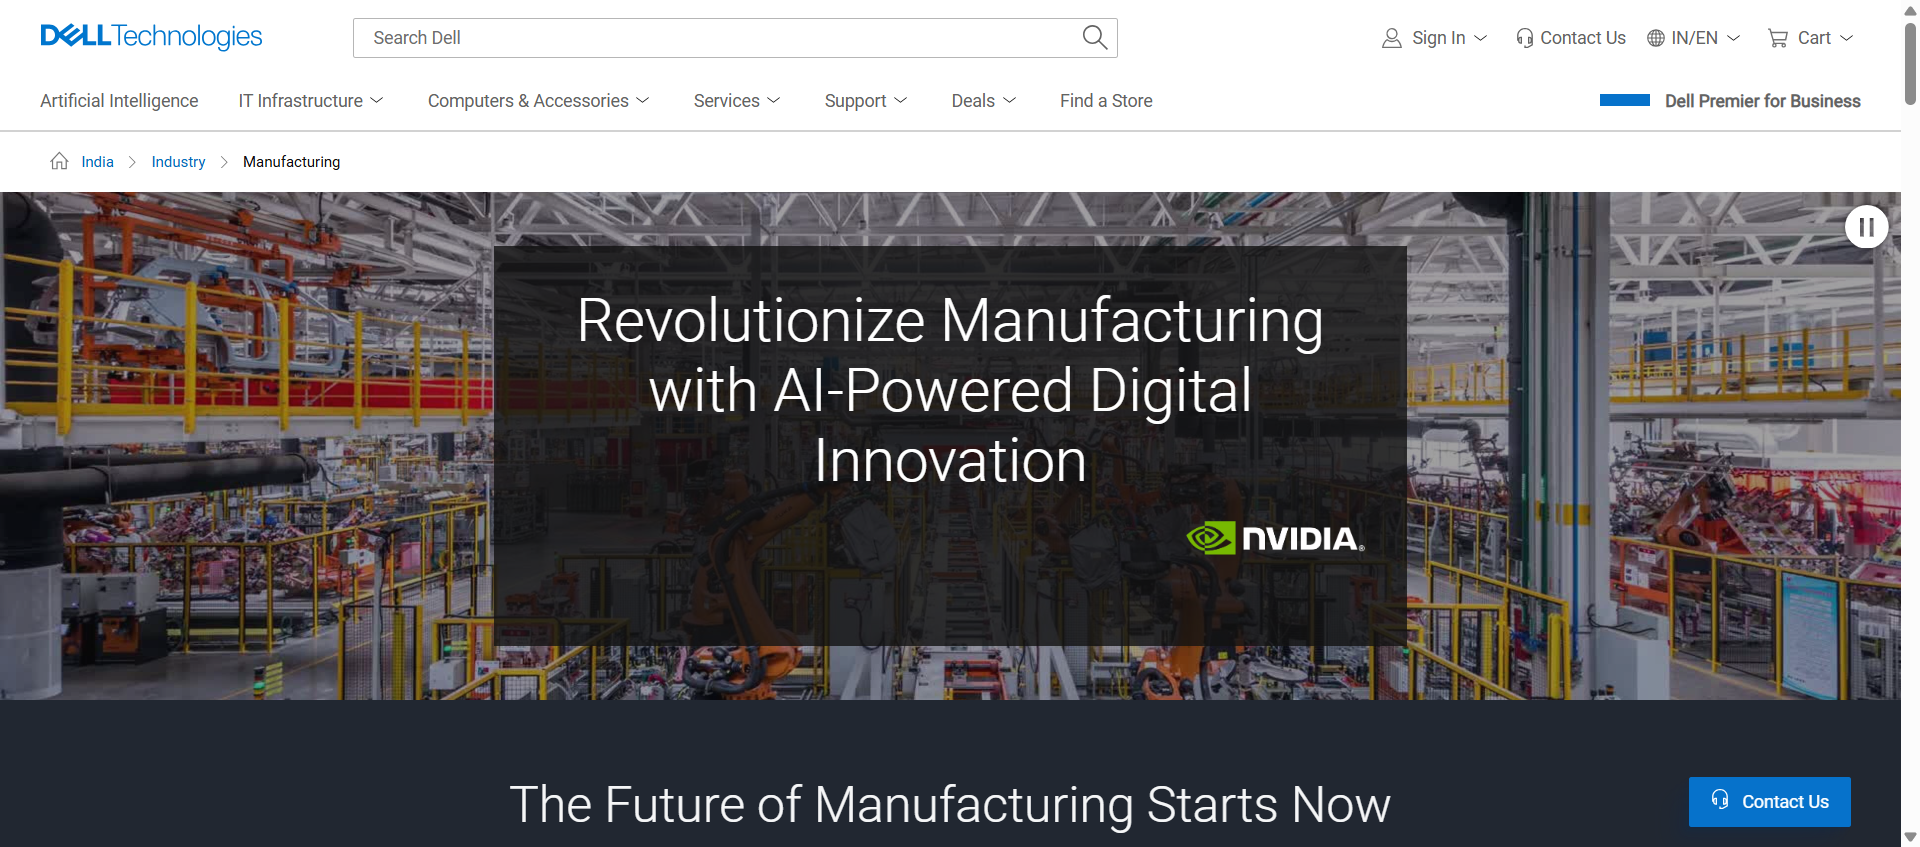 DELLTechnologies
Search Dell
Sign In
Contact Us
IN/EN
Cart
Artificial Intelligence
IT Infrastructure
Computers & Accessories
Services
Support
Deals
Find a Store
Dell Premier for Business
India
Industry
Manufacturing
Revolutionize Manufacturing
with AI-Powered Digital
Innovation
NVIDIA®
The Future of Manufacturing Starts Now
Contact Us